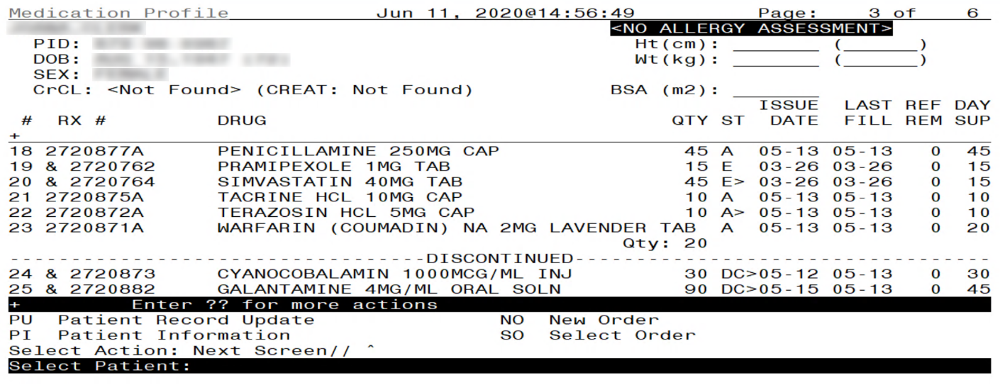 Medication Profile Jun 11, 2020@14:56:49 Page: 3 of 6
<NO ALLERGY ASSESSMENT>
PID: Ht(cm): ______ (______)
DOB: Wt(kg): ______ (______)
SEX:
CrCL: <Not Found> (CREAT: Not Found) BSA (m2): ______
ISSUE LAST REF DAY
# RX # DRUG QTY ST DATE FILL REM SUP
+
18 2720877A PENICILLAMINE 250MG CAP 45 A 05-13 05-13 0 45
19 & 2720762 PRAMIPEXOLE 1MG TAB 15 E 03-26 03-26 0 15
20 & 2720764 SIMVASTATIN 40MG TAB 45 E> 03-26 03-26 0 15
21 2720875A TACRINE HCL 10MG CAP 10 A 05-13 05-13 0 10
22 2720872A TERAZOSIN HCL 5MG CAP 10 A> 05-13 05-13 0 10
23 2720871A WARFARIN (COUMADIN) NA 2MG LAVENDER TAB A 05-13 05-13 0 20
Qty: 20
----------------------------------DISCONTINUED----------------------------------
24 & 2720873 CYANOCOBALAMIN 1000MCG/ML INJ 30 DC>05-12 05-13 0 30
25 & 2720882 GALANTAMINE 4MG/ML ORAL SOLN 90 DC>05-15 05-13 0 45
+ Enter ?? for more actions
PU Patient Record Update NO New Order
PI Patient Information SO Select Order
Select Action: Next Screen// ^
Select Patient: